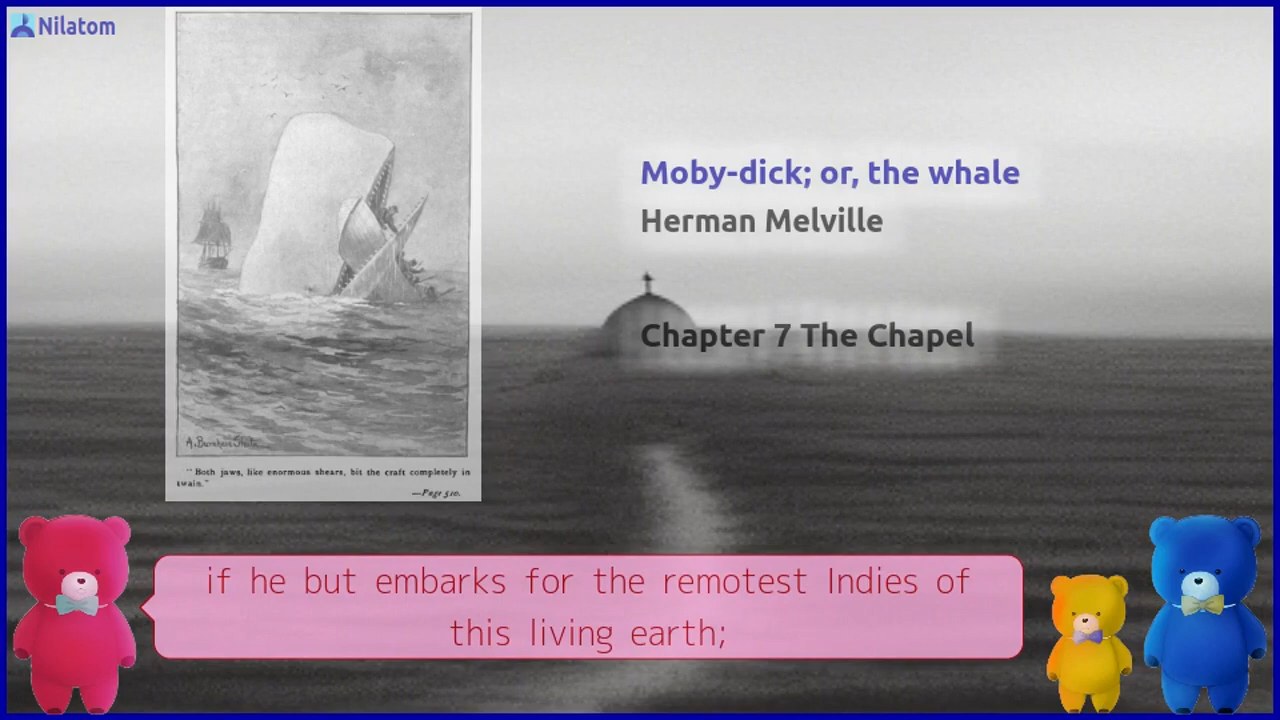 Nilatom
Moby-dick; or, the whale
Herman Melville
Chapter 7 The Chapel
"Both jaws, like enormous shears, bit the craft completely in
twain."
—Page 510.
if he but embarks for the remotest Indies of
this living earth;